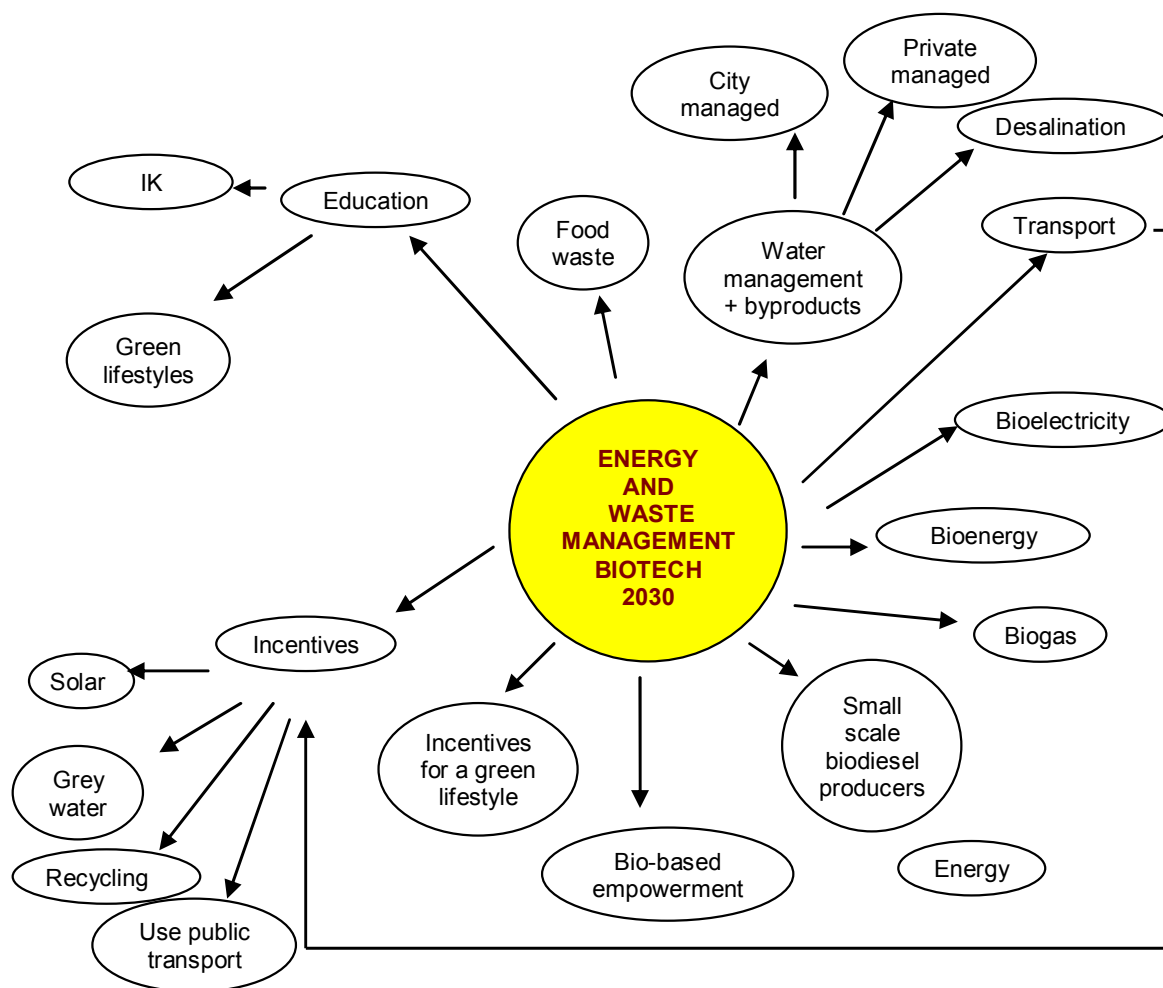 Private
managed
City
managed
Desalination
IK
Education
Food
waste
Transport
Water
management
+ byproducts
Green
lifestyles
Bioelectricity
ENERGY
AND
WASTE
MANAGEMENT
BIOTECH
2030
Bioenergy
Biogas
Incentives
Solar
Incentives
for a green
lifestyle
Small
scale
biodiesel
producers
Grey
water
Recycling
Bio-based
empowerment
Energy
Use public
transport